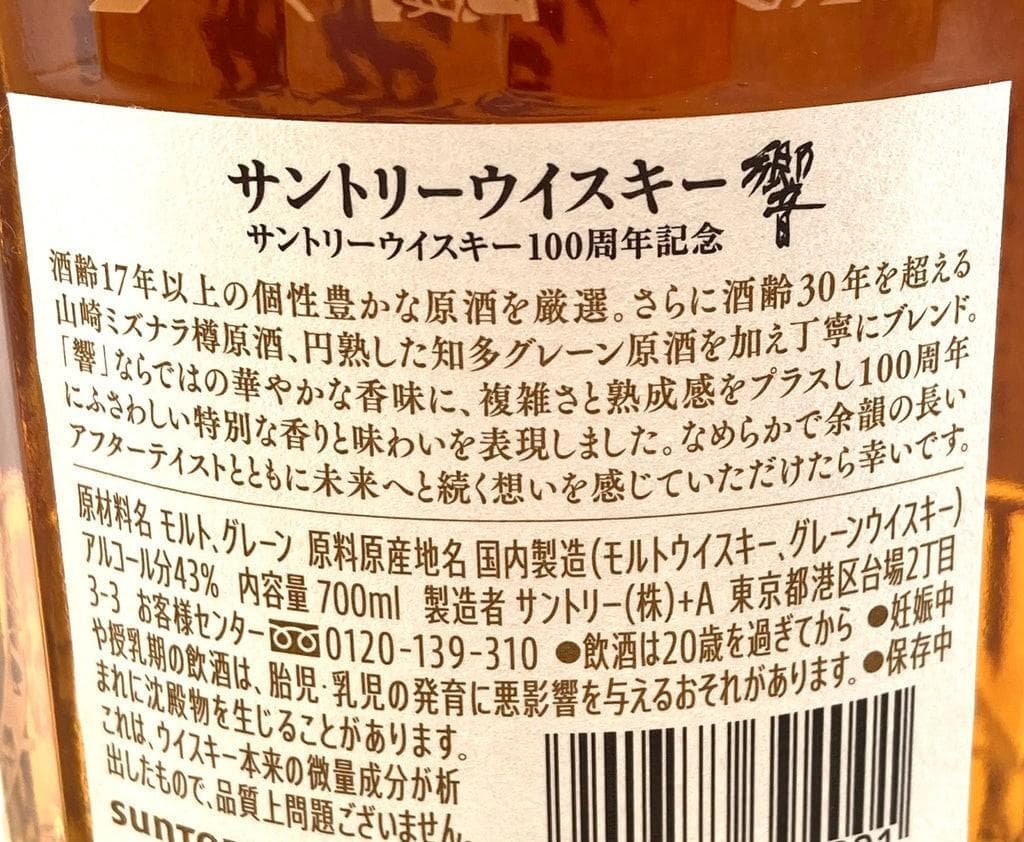 サントリーウイスキー 響
サントリーウイスキー100周年記念
酒齢17年以上の個性豊かな原酒を厳選。さらに酒齢30年を超える
山崎ミズナラ樽原酒、円熟した知多グレーン原酒を加え丁寧にブレンド。
「響」ならではの華やかな香味に、複雑さと熟成感をプラスし100周年
にふさわしい特別な香りと味わいを表現しました。なめらかで余韻の長い
アフターテイストとともに未来へと続く想いを感じていただけたら幸いです。
原材料名 モルト、グレーン 原料原産地名 国内製造(モルトウイスキー、グレーンウイスキー)
アルコール分43% 内容量 700ml 製造者 サントリー(株)+A 東京都港区台場2丁目
3-3 お客様センター 0120-139-310 ●飲酒は20歳を過ぎてから ●妊娠中
や授乳期の飲酒は、胎児・乳児の発育に悪影響を与えるおそれがあります。●保存中
まれに沈殿物を生じることがあります。
これは、ウイスキー本来の微量成分が析
出したもので、品質上問題ございません。